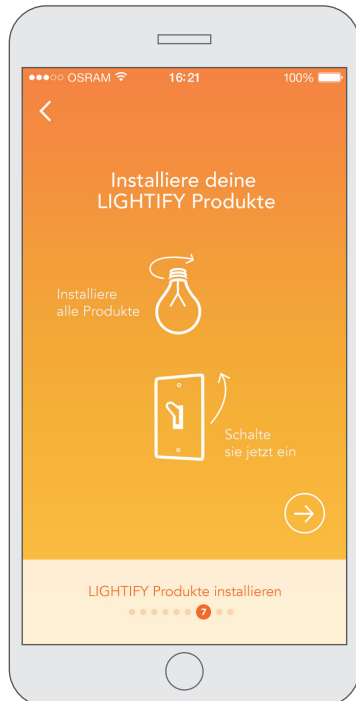 OSRAM 16:21 100%
Installiere deine
LIGHTIFY Produkte
Installiere
alle Produkte
Schalte
sie jetzt ein
LIGHTIFY Produkte installieren
7